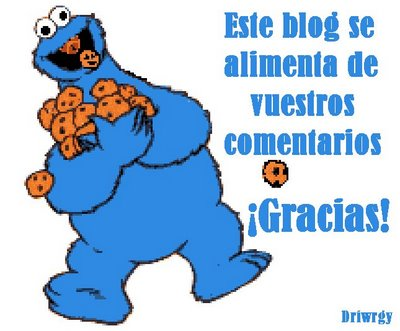 Este blog se
alimenta de
vuestros
comentarios
¡Gracias!
Driwrgy